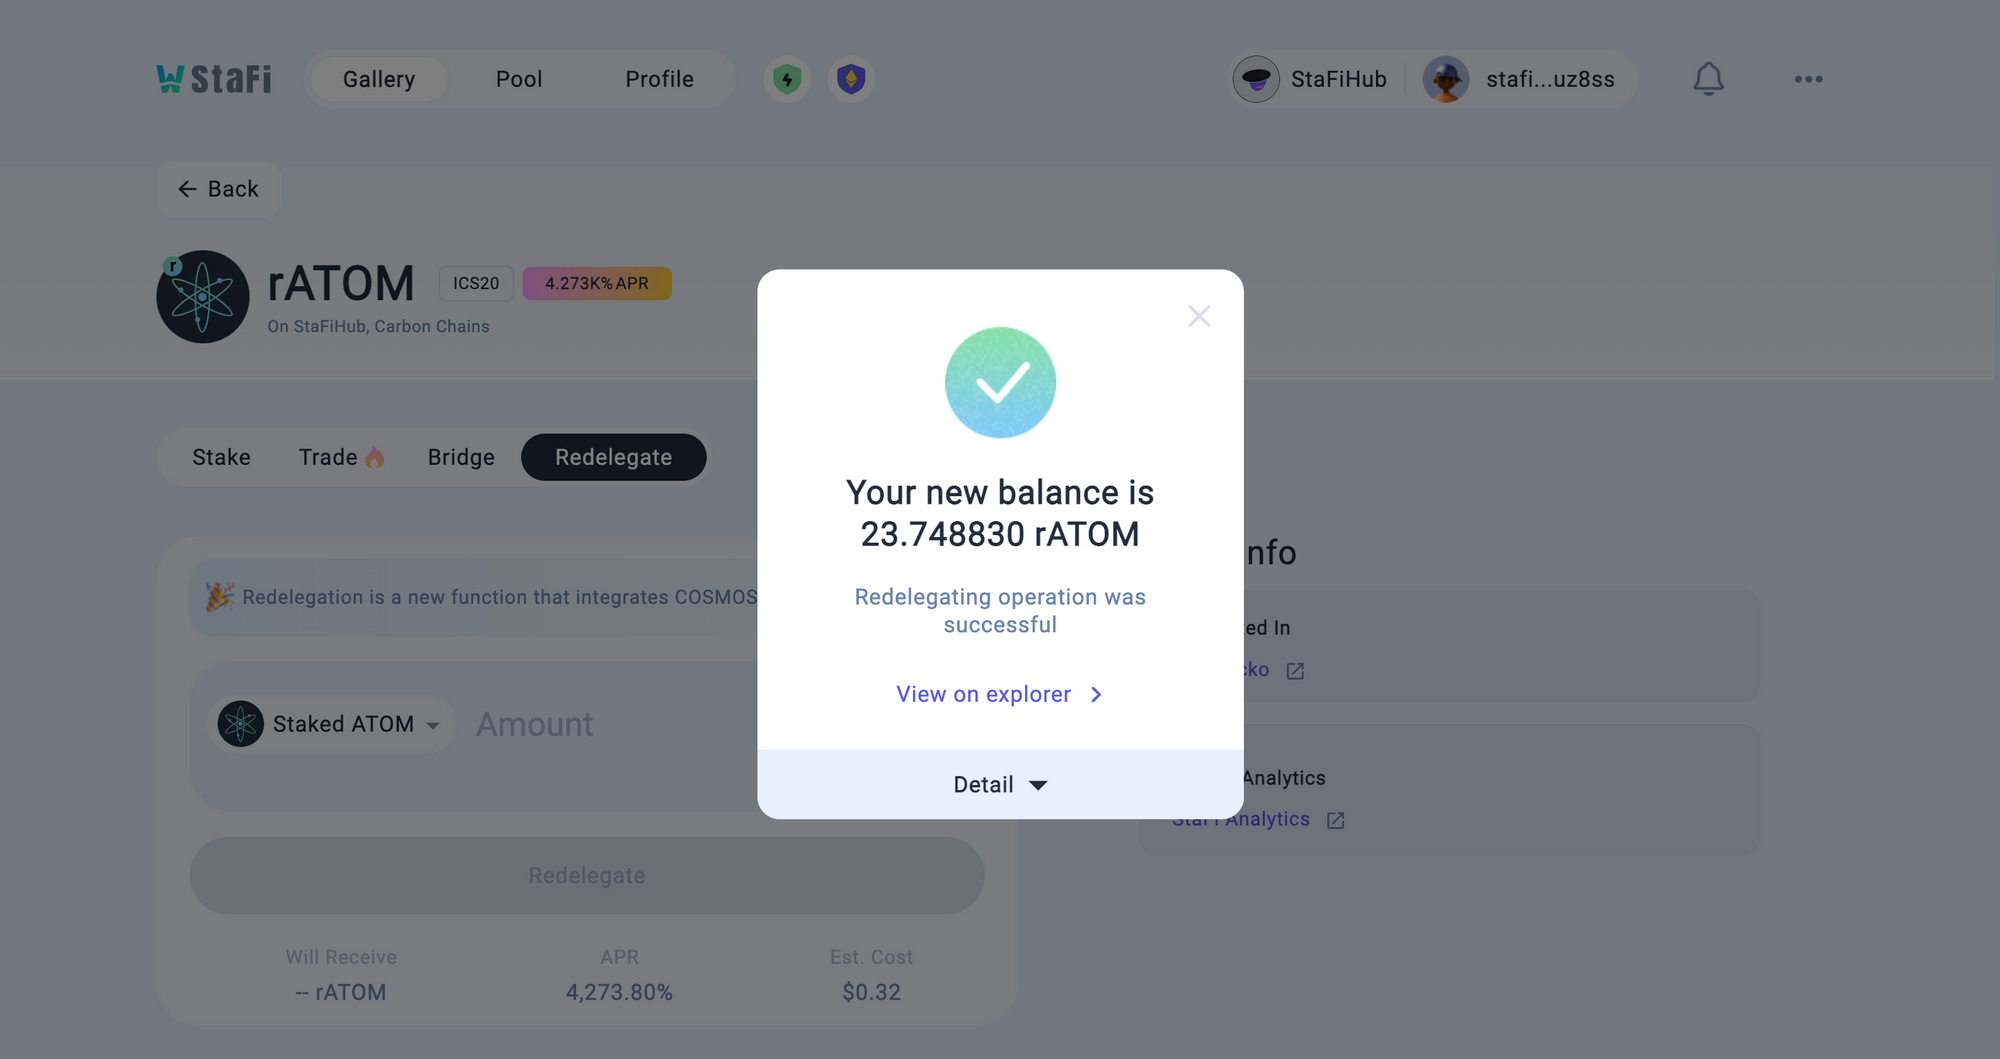 StaFi
Gallery
Pool
Profile
StaFiHub
stafi...uz8ss
Back
r
rATOM
ICS20
4.273K% APR
On StaFiHub, Carbon Chains
Stake
Trade
Bridge
Redelegate
Redelegation is a new function that integrates COSMOS
Staked ATOM
Amount
Redelegate
Will Receive
-- rATOM
APR
4,273.80%
Est. Cost
$0.32
Your new balance is
23.748830 rATOM
Redelegating operation was
successful
View on explorer
Detail
nfo
ed In
cko
Analytics
StaFi Analytics